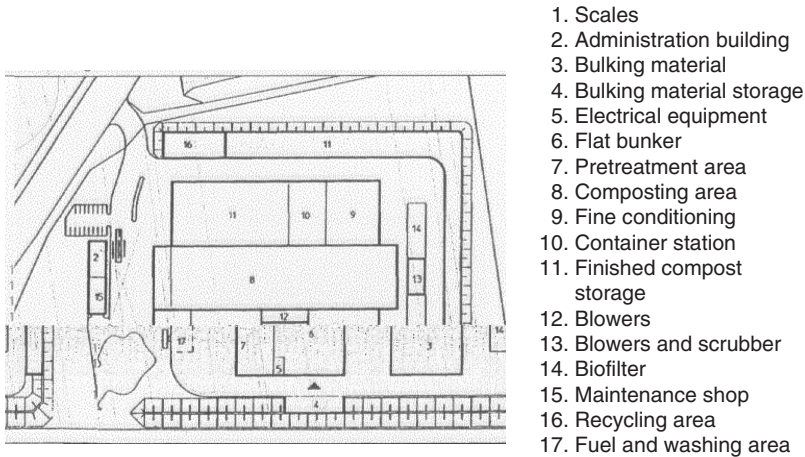 1. Scales
2. Administration building
3. Bulking material
4. Bulking material storage
5. Electrical equipment
6. Flat bunker
7. Pretreatment area
8. Composting area
9. Fine conditioning
10. Container station
11. Finished compost
storage
12. Blowers
13. Blowers and scrubber
14. Biofilter
15. Maintenance shop
16. Recycling area
17. Fuel and washing area
16 11
11 10 9 14
2
8 13
15
12
17 7 6 3 14
5
4